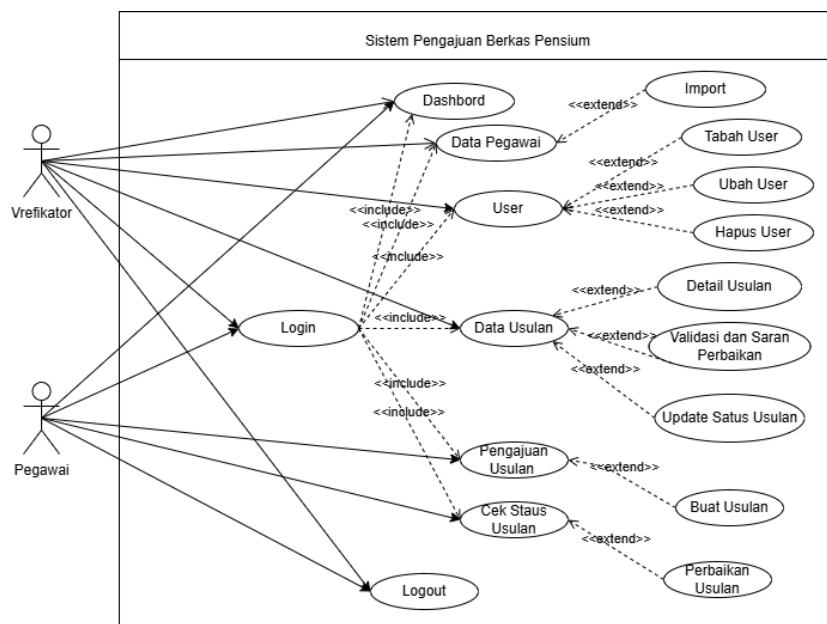 Sistem Pengajuan Berkas Pensium
Dashbord
Import
<<extend>>
Data Pegawai
Tabah User
<<extend>>
Vrefikator
Ubah User
<<extend>>
<<include>>
User
<<extend>>
<<include>>
Hapus User
<<include>>
<<extend>>
Detail Usulan
Login
<<include>>
Data Usulan
<<extend>>
Validasi dan Saran
Perbaikan
<<extend>>
<<include>>
<<include>>
Update Satus Usulan
Pegawai
Pengajuan
Usulan
<<extend>>
Buat Usulan
Cek Staus
Usulan
<<extend>>
Perbaikan
Usulan
Logout